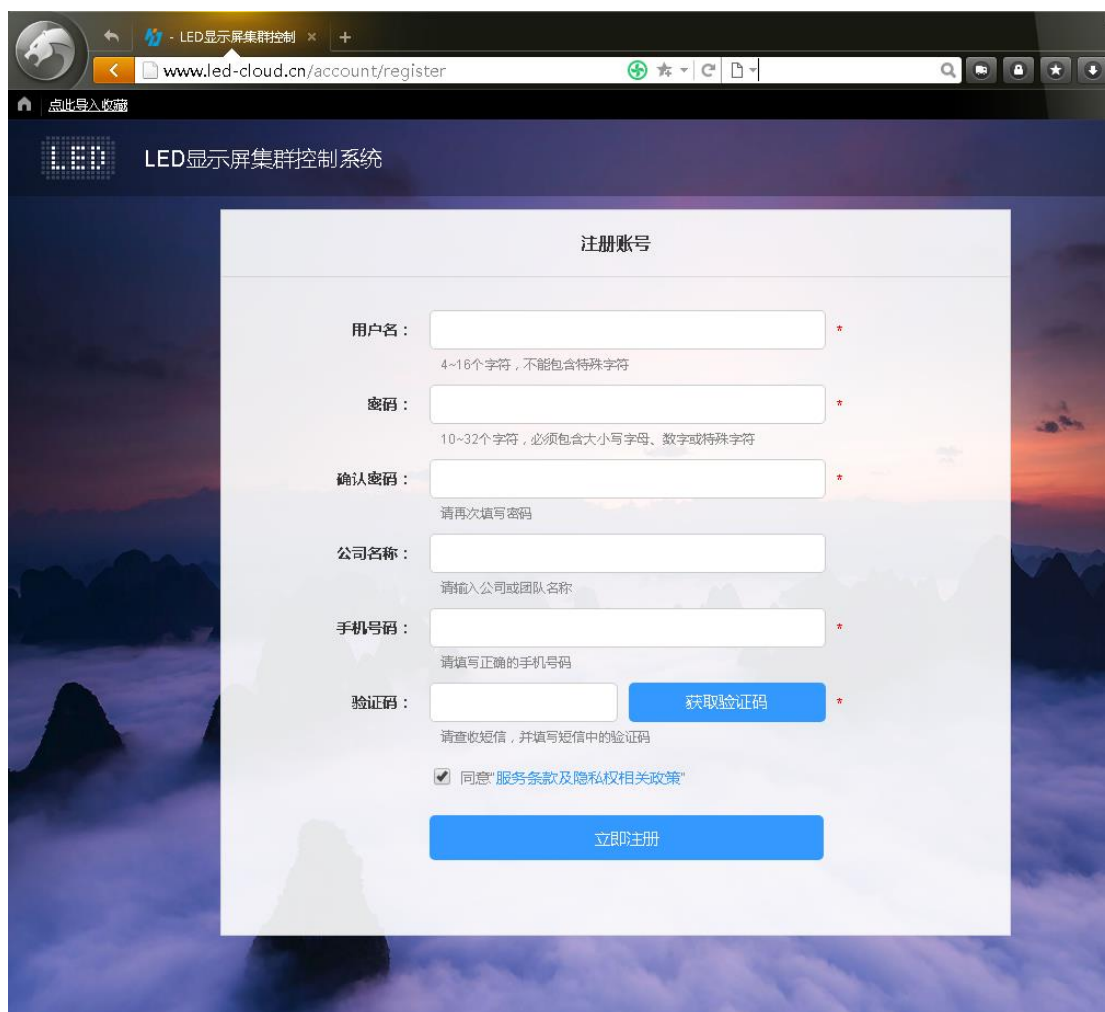 - LED显示屏集群控制 × +
www.led-cloud.cn/account/register
点此导入收藏
LED LED显示屏集群控制系统
注册账号
用户名： *
4~16个字符，不能包含特殊字符
密码： *
10~32个字符，必须包含大小写字母、数字或特殊字符
确认密码： *
请再次填写密码
公司名称：
请输入公司或团队名称
手机号码： *
请填写正确的手机号码
验证码： 获取验证码 *
请查收短信，并填写短信中的验证码
同意"服务条款及隐私权相关政策"
立即注册